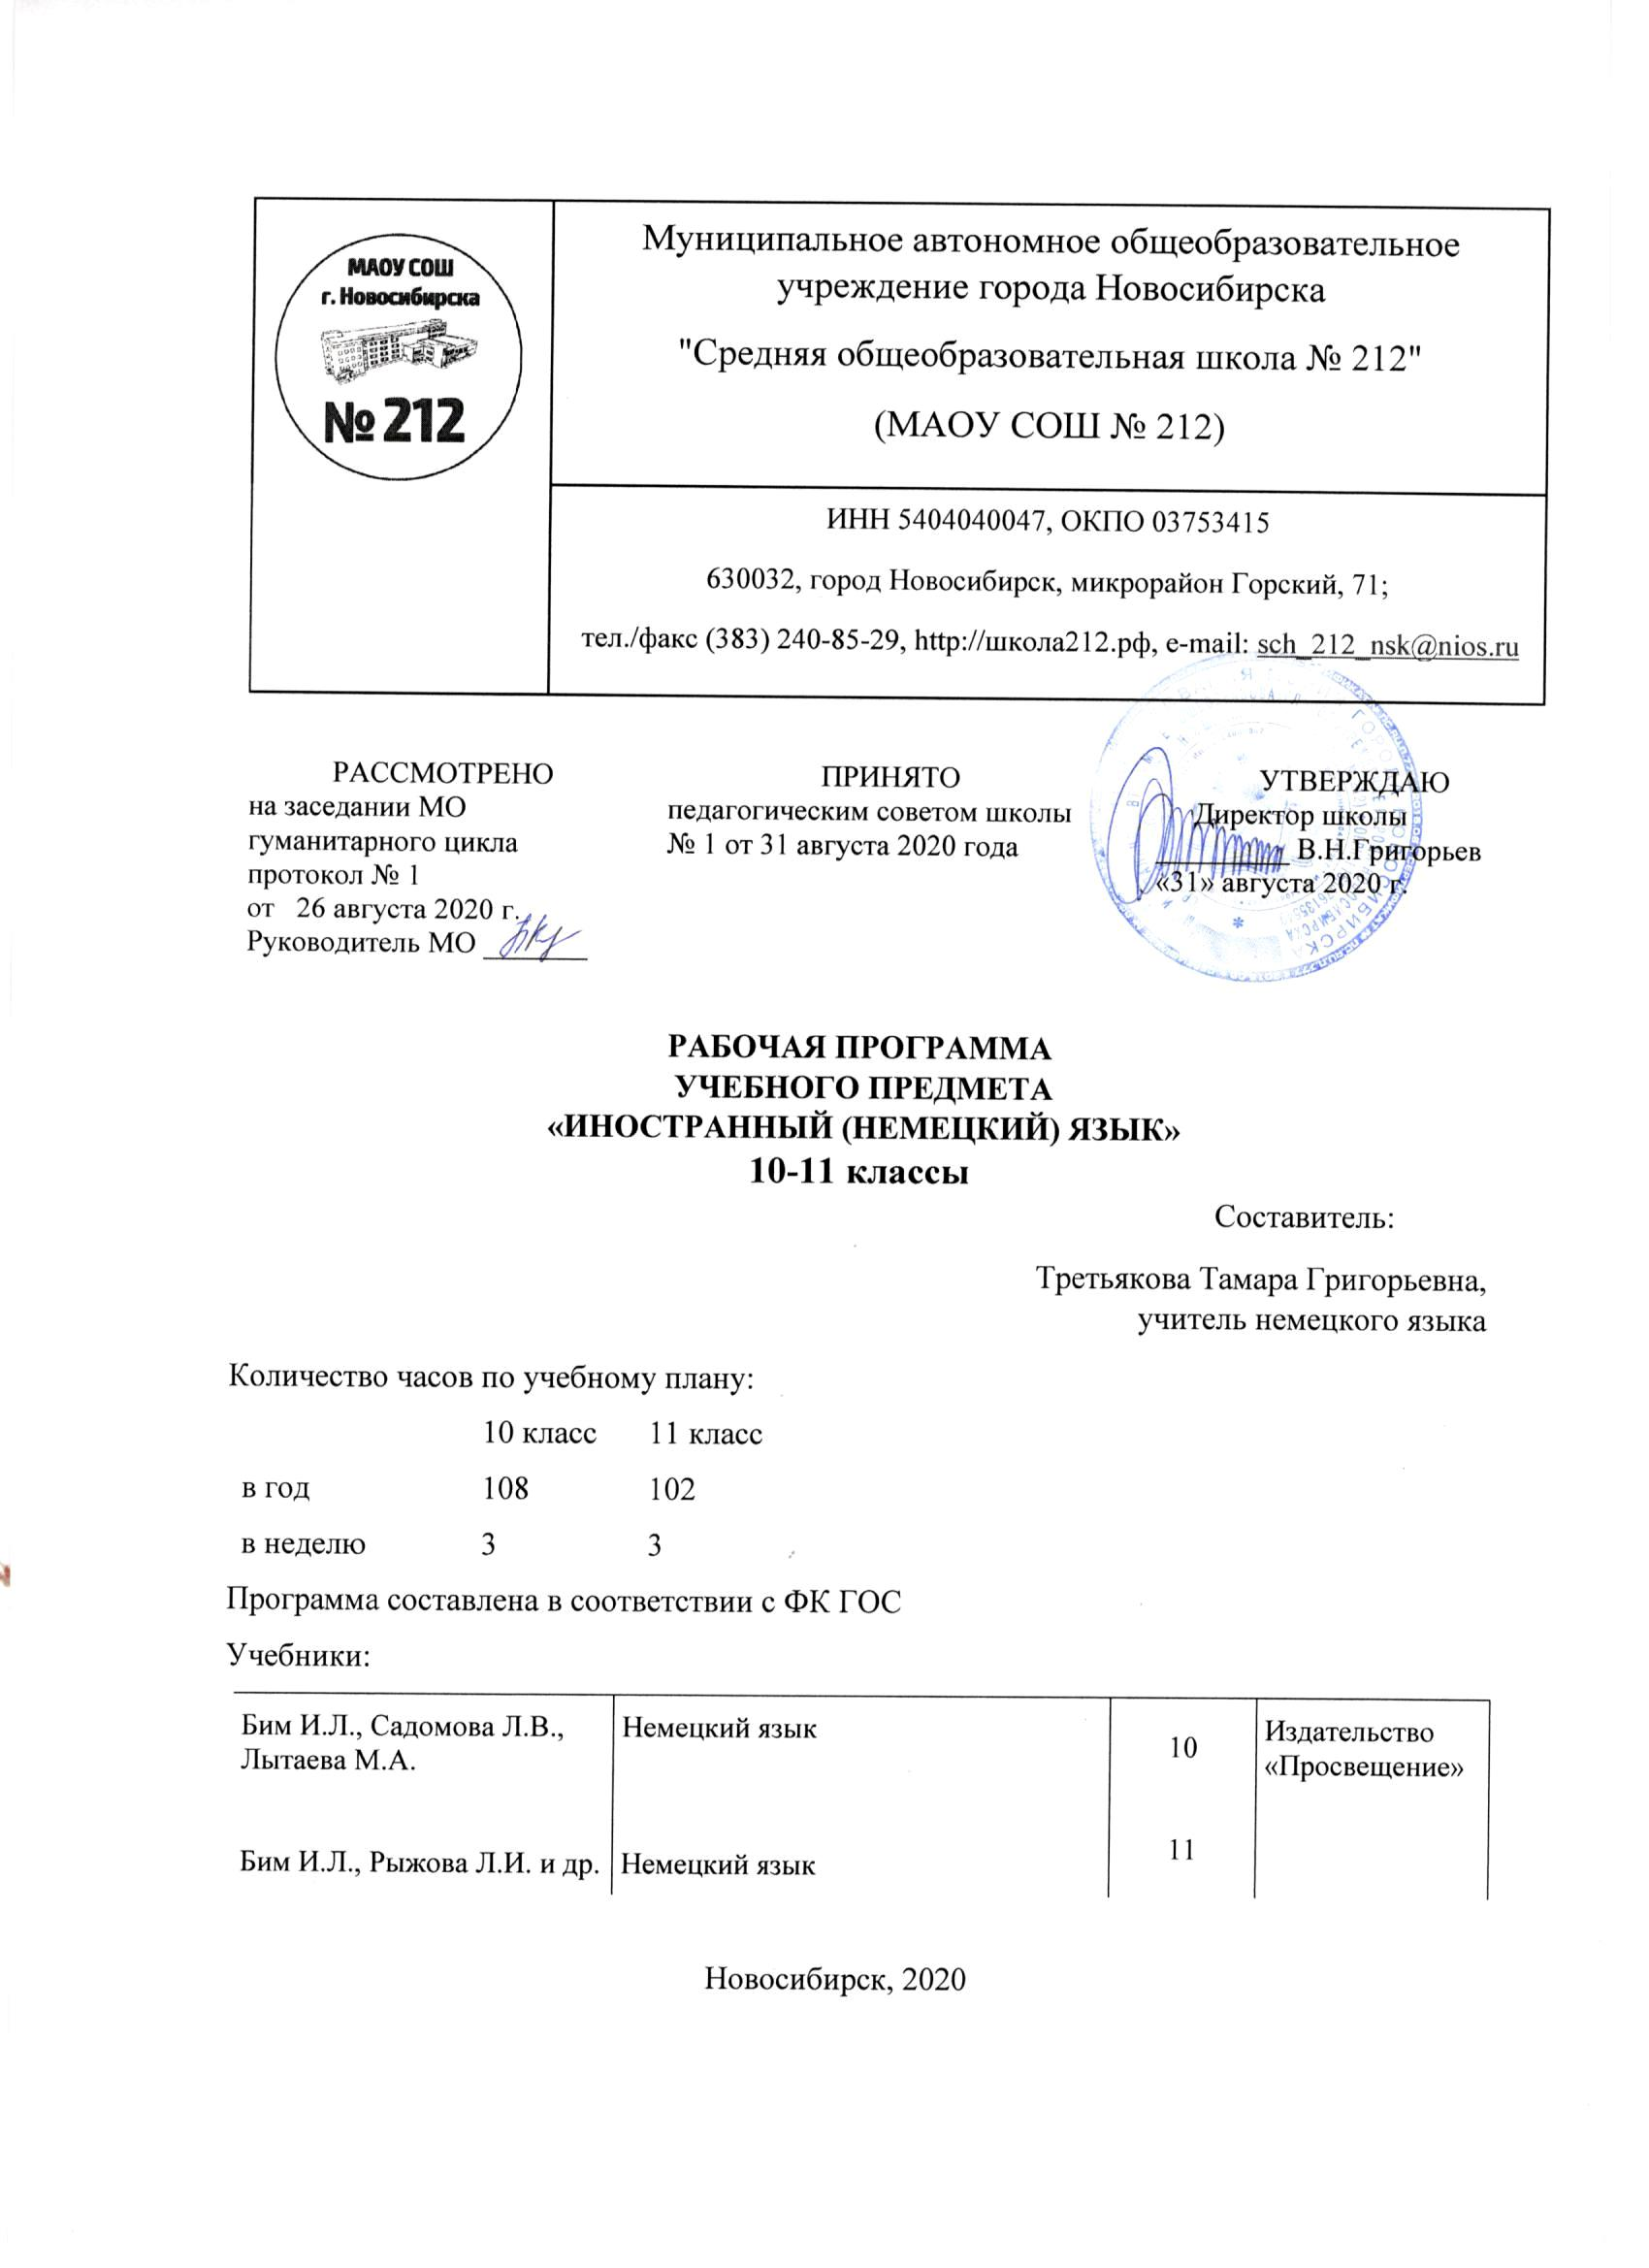 МАОУ СОШ
г. Новосибирска
№ 212
Муниципальное автономное общеобразовательное
учреждение города Новосибирска
"Средняя общеобразовательная школа № 212"
(МАОУ СОШ № 212)
ИНН 5404040047, ОКПО 03753415
630032, город Новосибирск, микрорайон Горский, 71;
тел./факс (383) 240-85-29, http://школа212.рф, e-mail: sch_212_nsk@nios.ru
РАССМОТРЕНО
на заседании МО
гуманитарного цикла
протокол № 1
от 26 августа 2020 г.
Руководитель МО
ПРИНЯТО
педагогическим советом школы
№ 1 от 31 августа 2020 года
УТВЕРЖДАЮ
Директор школы
В.Н.Григорьев
«31» августа 2020 г.
РАБОЧАЯ ПРОГРАММА
УЧЕБНОГО ПРЕДМЕТА
«ИНОСТРАННЫЙ (НЕМЕЦКИЙ) ЯЗЫК»
10-11 классы
Составитель:
Третьякова Тамара Григорьевна,
учитель немецкого языка
Количество часов по учебному плану:
10 класс 11 класс
в год 108 102
в неделю 3 3
Программа составлена в соответствии с ФК ГОС
Учебники:
Бим И.Л., Садомова Л.В.,
Лытаева М.А.
Немецкий язык
10
Издательство
«Просвещение»
Бим И.Л., Рыжова Л.И. и др.
Немецкий язык
11
Новосибирск, 2020